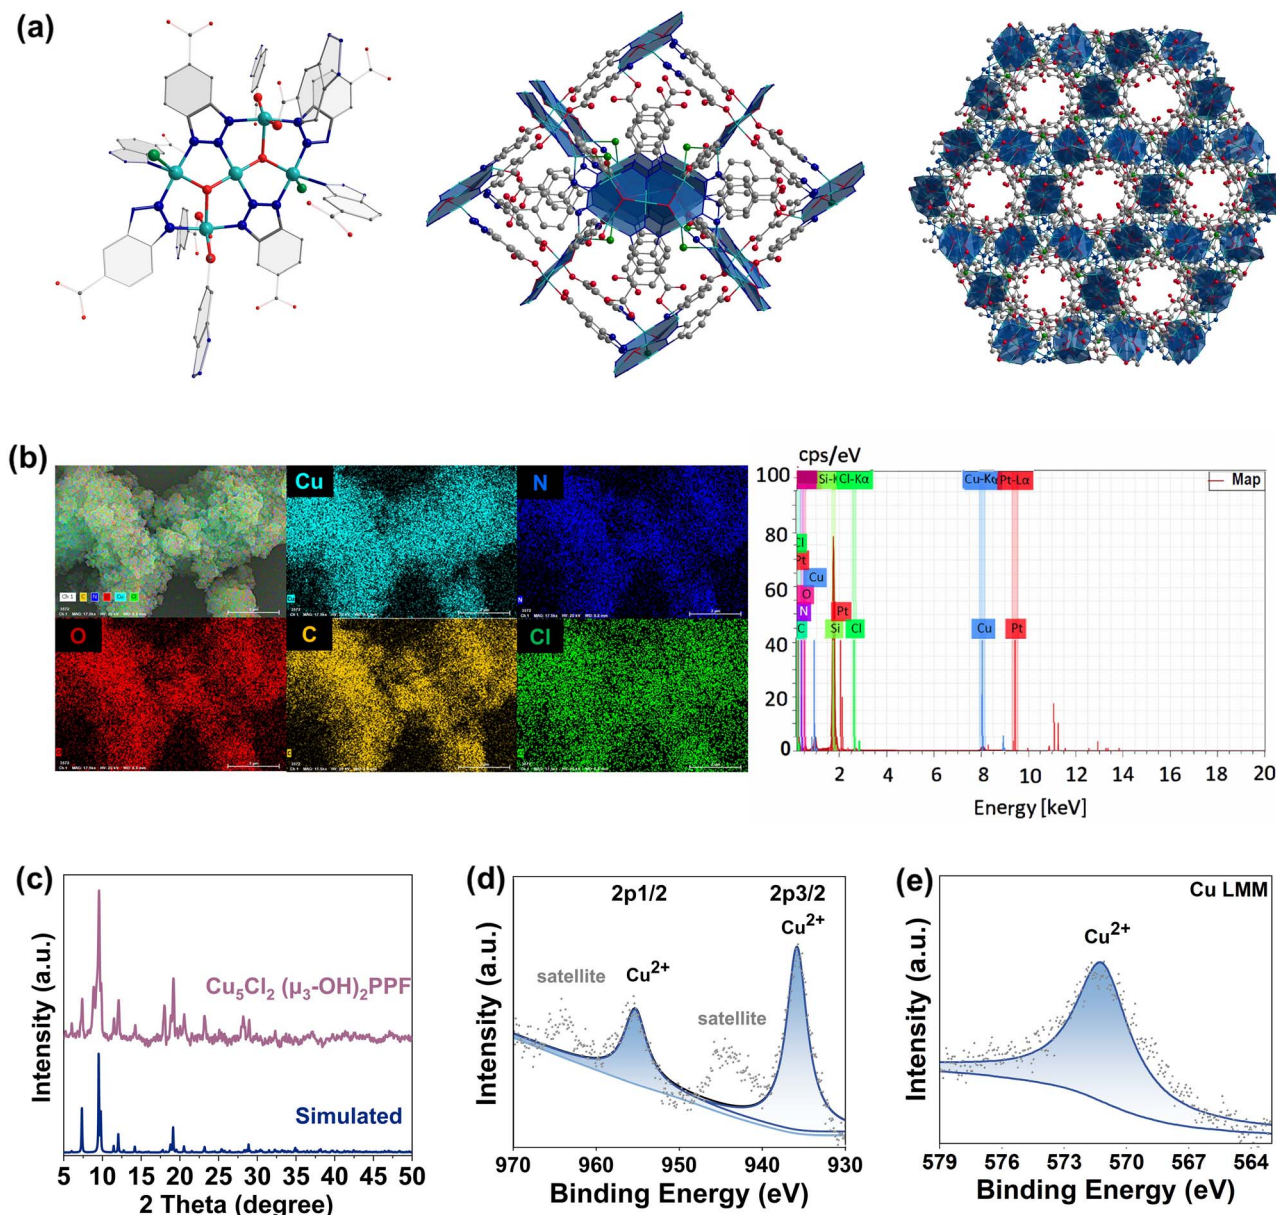 (a)
(b)
Cu
N
O
C
Cl
Ch 1 C N O Cu Cl
cps/eV
100
80
60
40
20
0
Si-K
Cl-Kα
Cu-Kα
Pt-Lα
Map
Cl
Pt
Cu
O
N
C
Pt
Si
Cl
Cu
Pt
2 4 6 8 10 12 14 16 18 20
Energy [keV]
(c)
Intensity (a.u.)
Cu₅Cl₂ (μ₃-OH)₂PPF
Simulated
5 10 15 20 25 30 35 40 45 50
2 Theta (degree)
(d)
2p1/2
2p3/2
Cu²⁺
satellite
Cu²⁺
satellite
Intensity (a.u.)
970 960 950 940 930
Binding Energy (eV)
(e)
Cu LMM
Cu²⁺
Intensity (a.u.)
579 576 573 570 567 564
Binding Energy (eV)